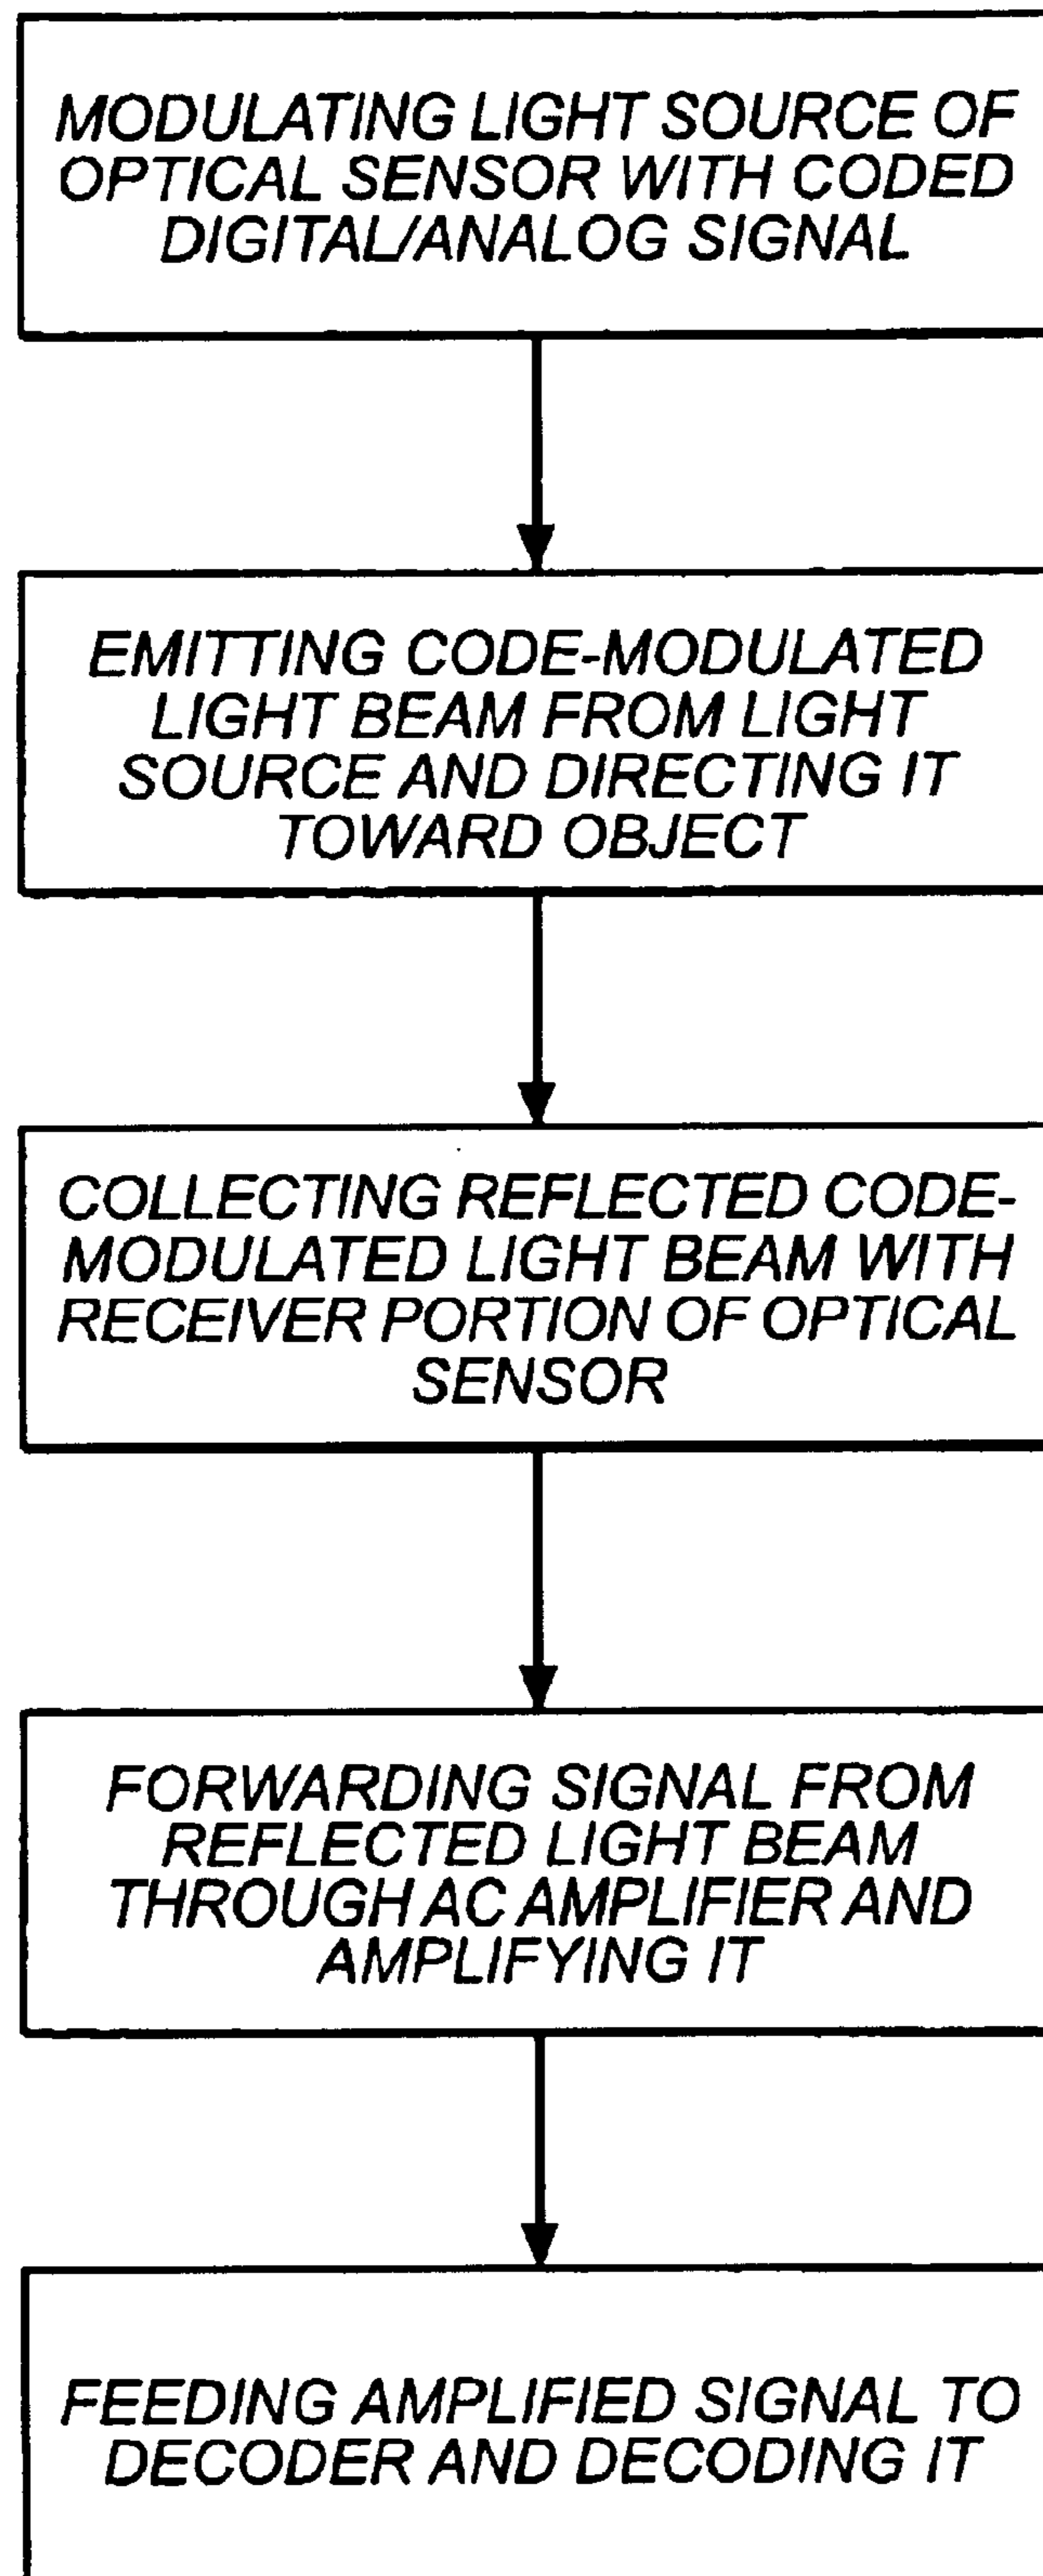 MODULATING LIGHT SOURCE OF
OPTICAL SENSOR WITH CODED
DIGITAL/ANALOG SIGNAL
EMITTING CODE-MODULATED
LIGHT BEAM FROM LIGHT
SOURCE AND DIRECTING IT
TOWARD OBJECT
COLLECTING REFLECTED CODE-
MODULATED LIGHT BEAM WITH
RECEIVER PORTION OF OPTICAL
SENSOR
FORWARDING SIGNAL FROM
REFLECTED LIGHT BEAM
THROUGH AC AMPLIFIER AND
AMPLIFYING IT
FEEDING AMPLIFIED SIGNAL TO
DECODER AND DECODING IT